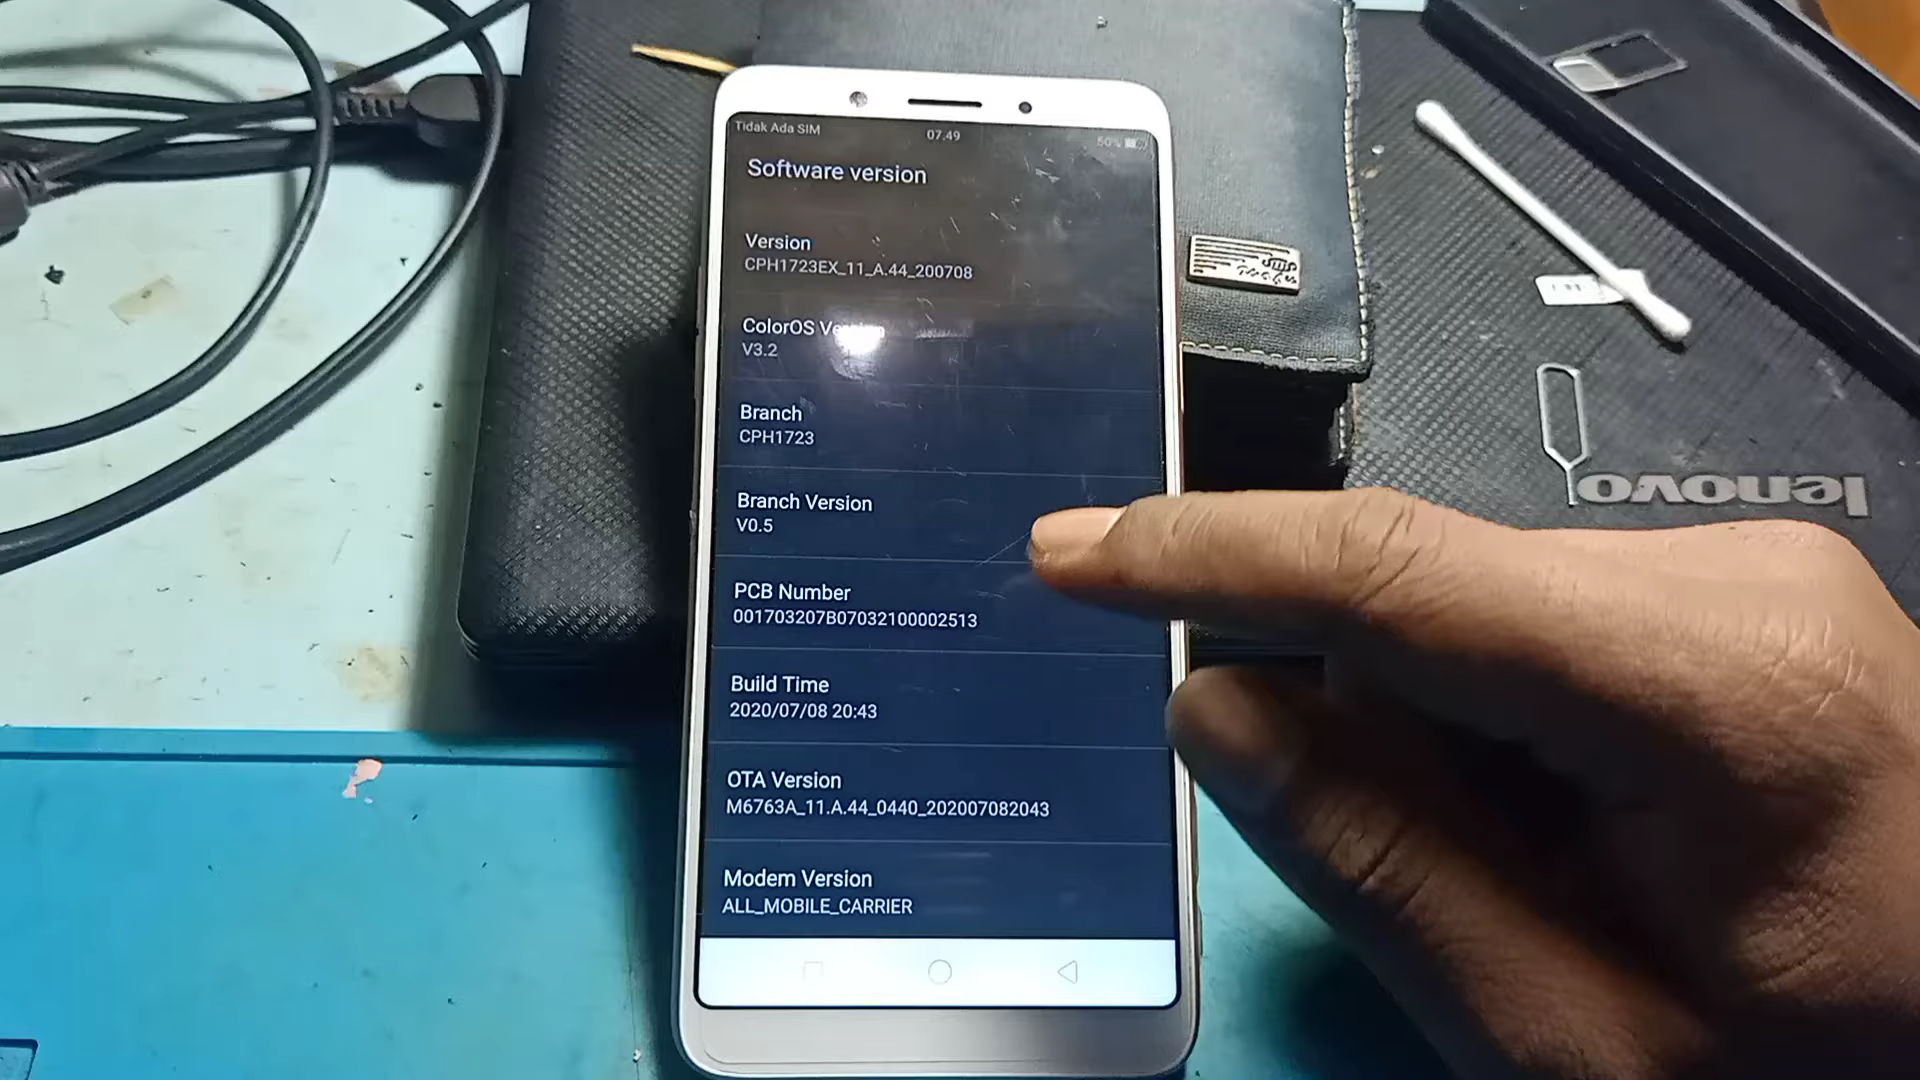 Tidak Ada SIM
07.49
50%
Software version
Version
CPH1723EX_11_A.44_200708
ColorOS Version
V3.2
Branch
CPH1723
Branch Version
V0.5
PCB Number
001703207B07032100002513
Build Time
2020/07/08 20:43
OTA Version
M6763A_11.A.44_0440_202007082043
Modem Version
ALL_MOBILE_CARRIER
lenovo